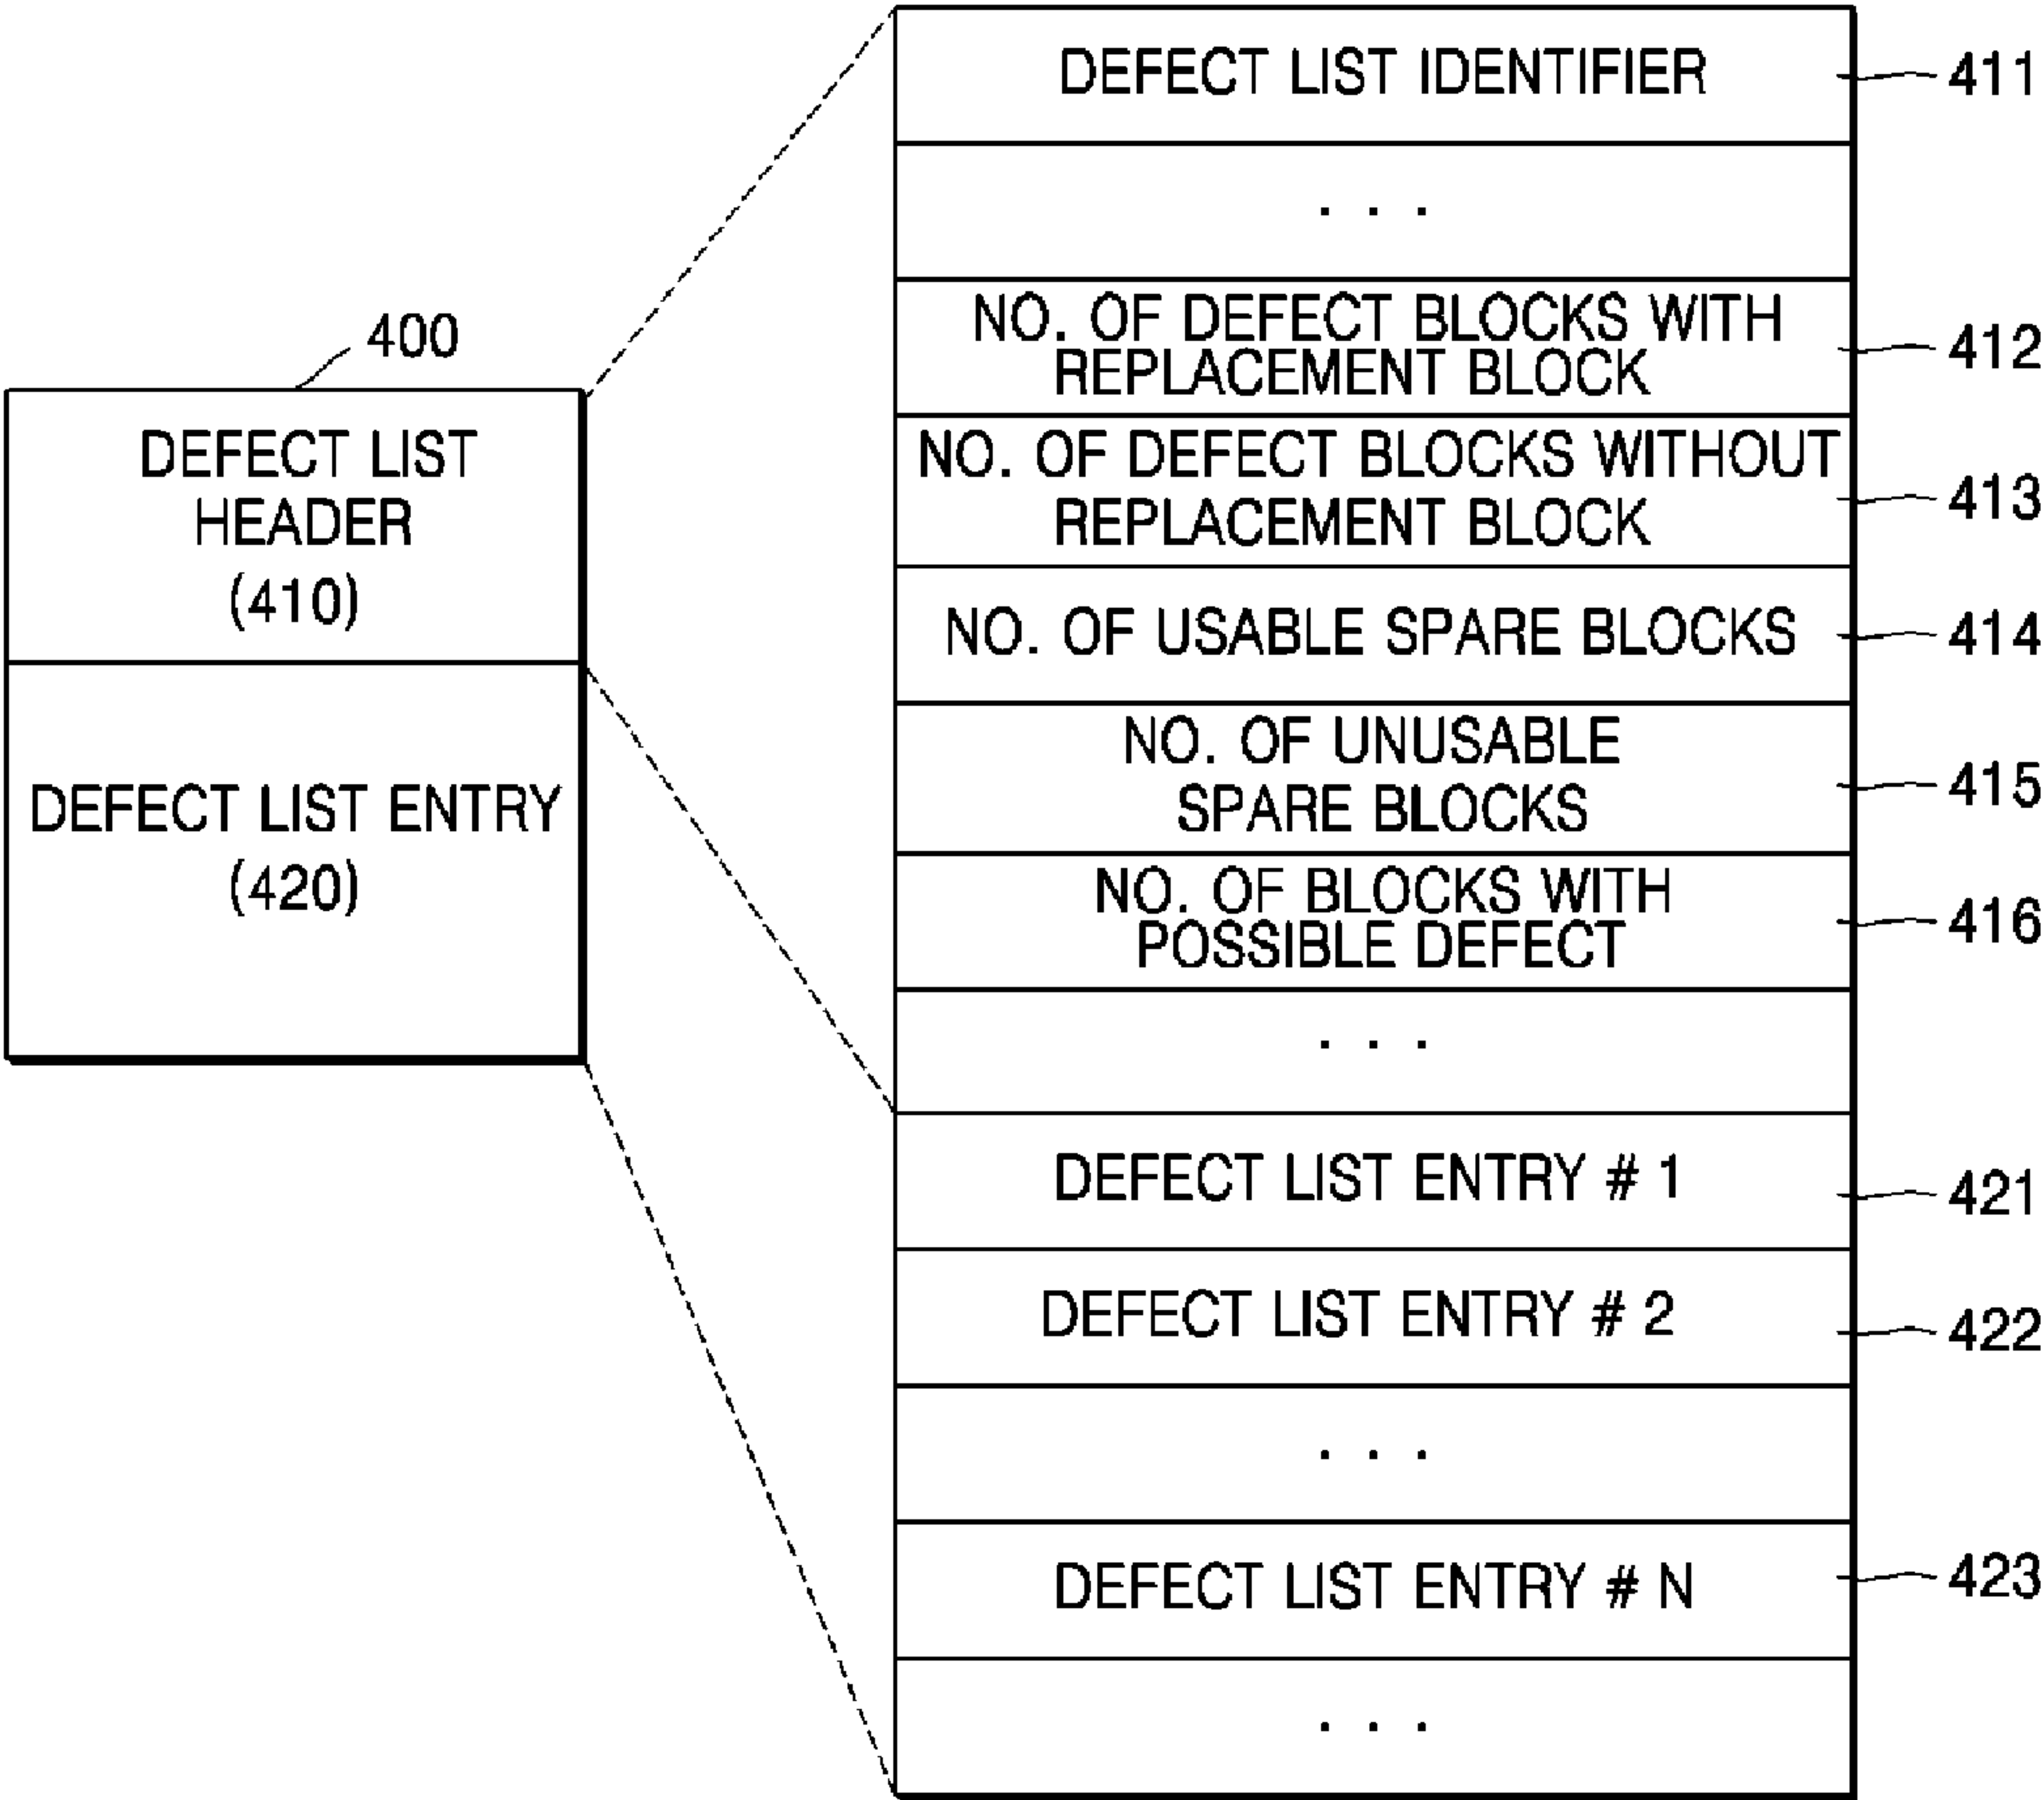 400
DEFECT LIST
HEADER
(410)
DEFECT LIST ENTRY
(420)
DEFECT LIST IDENTIFIER
411
. . .
NO. OF DEFECT BLOCKS WITH
REPLACEMENT BLOCK
412
NO. OF DEFECT BLOCKS WITHOUT
REPLACEMENT BLOCK
413
NO. OF USABLE SPARE BLOCKS
414
NO. OF UNUSABLE
SPARE BLOCKS
415
NO. OF BLOCKS WITH
POSSIBLE DEFECT
416
. . .
DEFECT LIST ENTRY # 1
421
DEFECT LIST ENTRY # 2
422
. . .
DEFECT LIST ENTRY # N
423
. . .